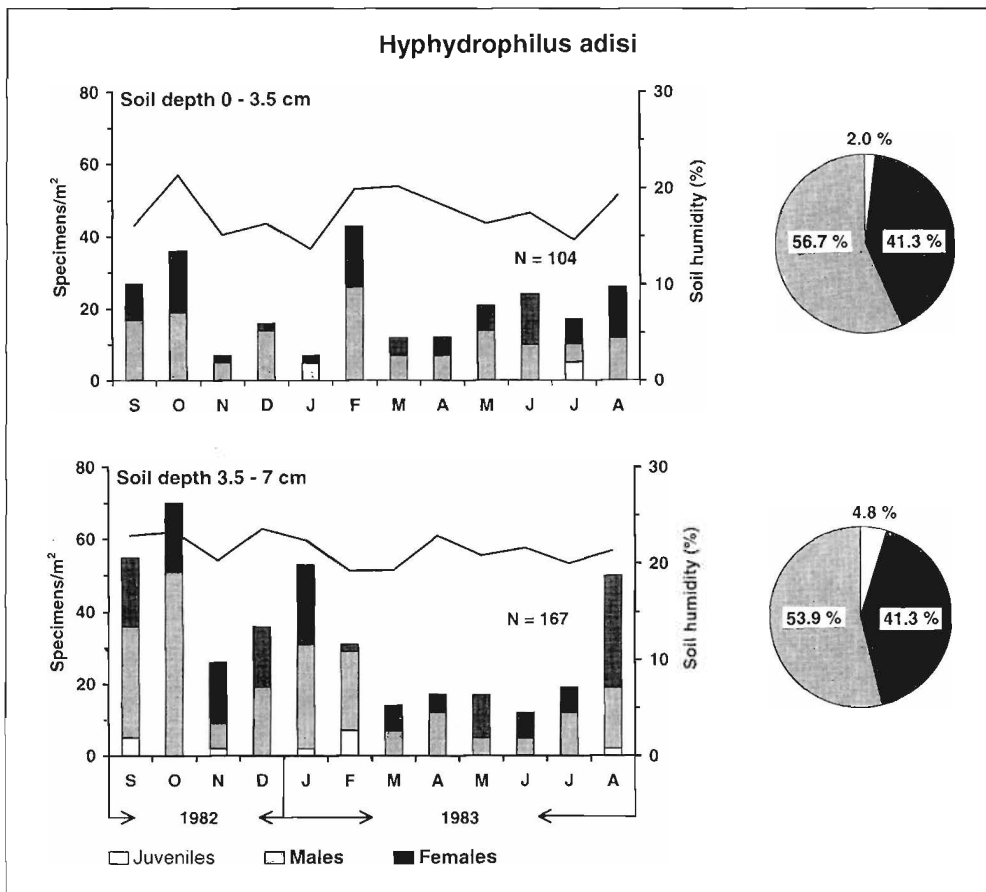 Hyphydrophilus adisi
Soil depth 0 - 3.5 cm
80
60
40
20
0
Specimens/m²
30
20
10
0
Soil humidity (%)
N = 104
S O N D J F M A M J J A
2.0 %
56.7 %
41.3 %
Soil depth 3.5 - 7 cm
80
60
40
20
0
Specimens/m²
30
20
10
0
Soil humidity (%)
N = 167
S O N D J F M A M J J A
1982
1983
4.8 %
53.9 %
41.3 %
Juveniles Males Females